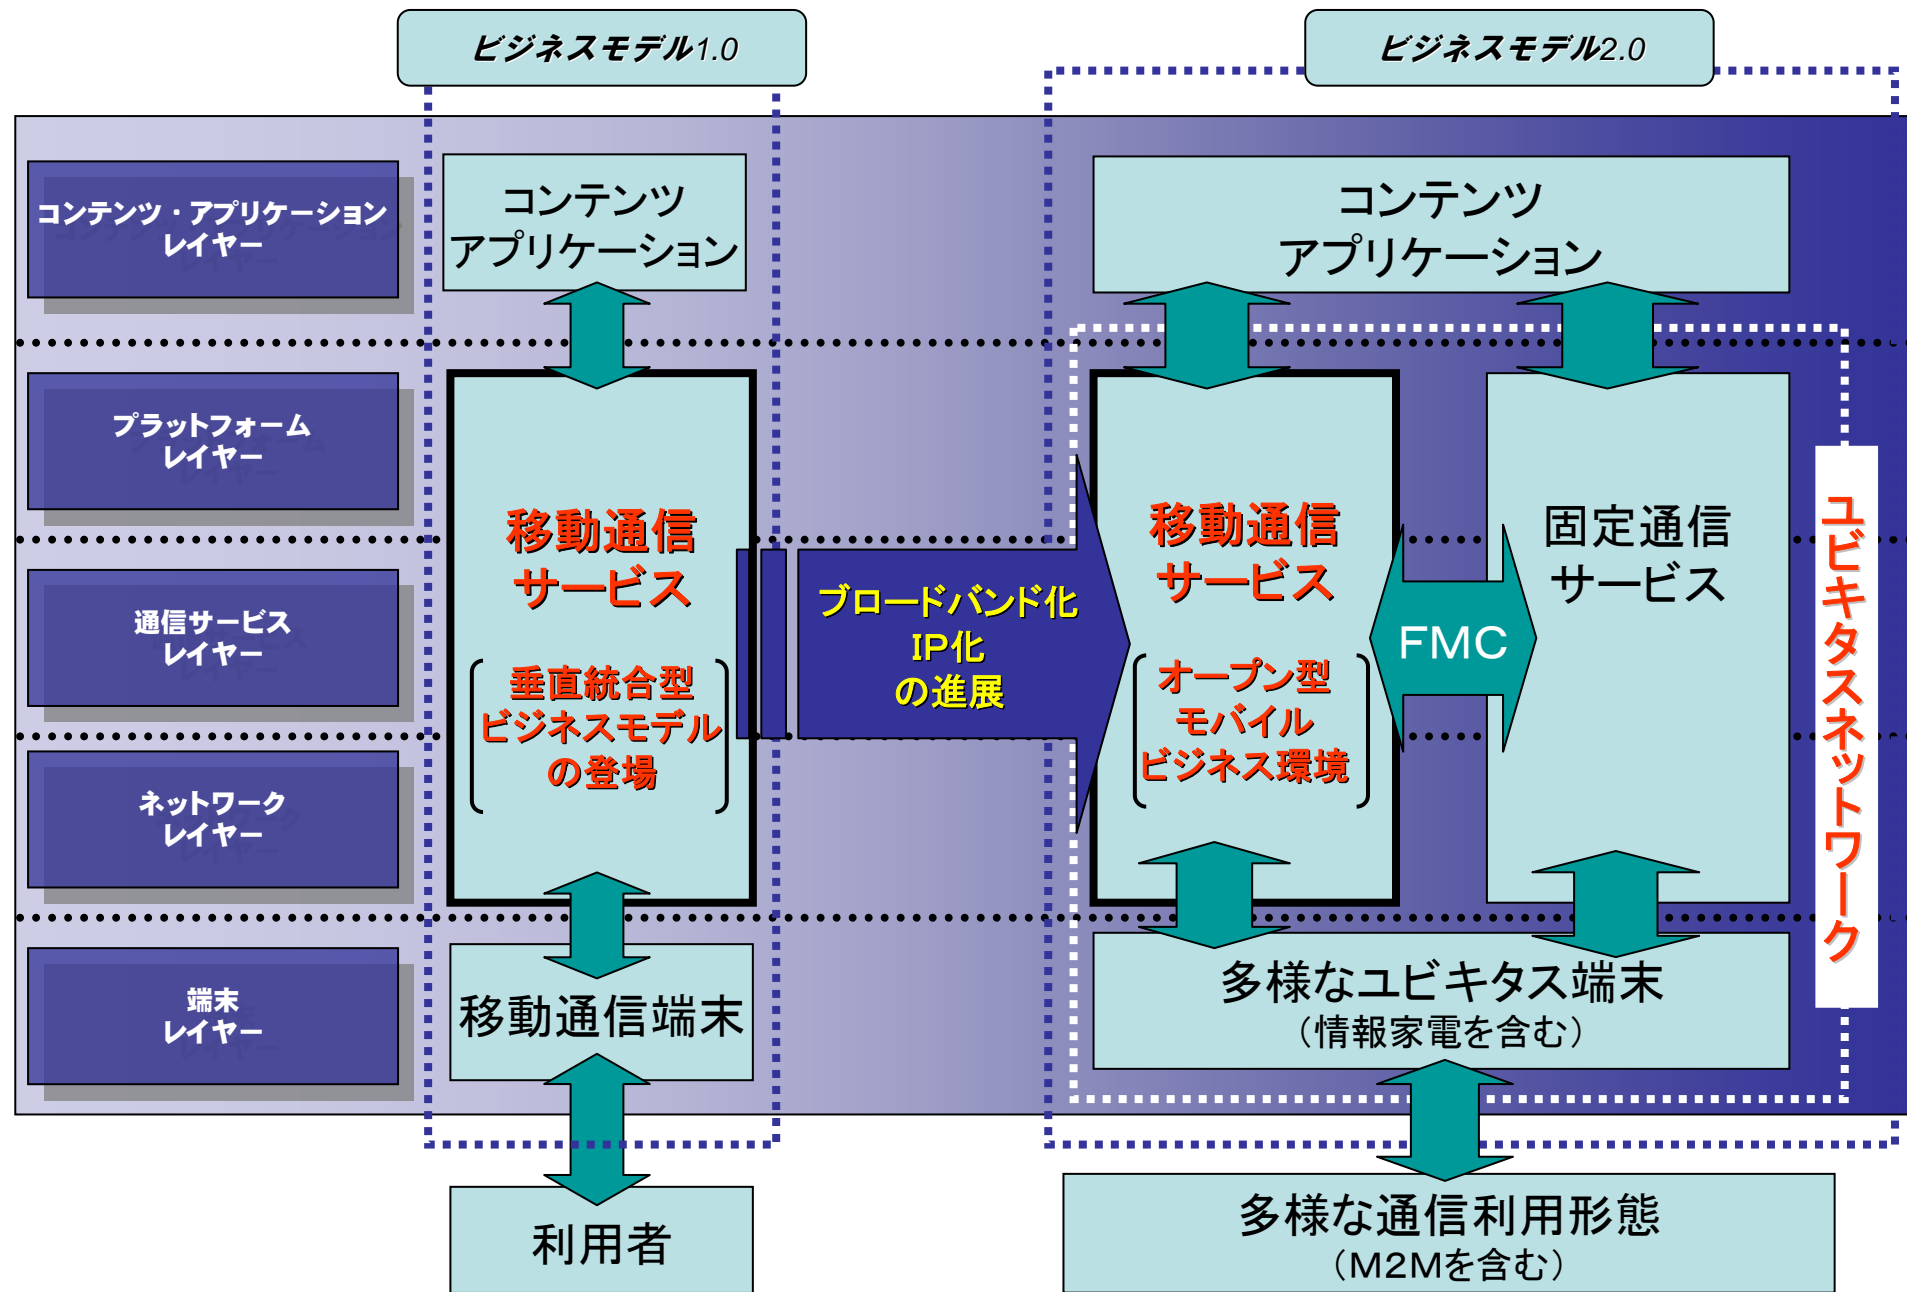 ビジネスモデル1.0
ビジネスモデル2.0
コンテンツ・アプリケーション
レイヤー
プラットフォーム
レイヤー
通信サービス
レイヤー
ネットワーク
レイヤー
端末
レイヤー
コンテンツ
アプリケーション
移動通信
サービス
垂直統合型
ビジネスモデル
の登場
移動通信端末
利用者
ブロードバンド化
IP化
の進展
コンテンツ
アプリケーション
移動通信
サービス
オープン型
モバイル
ビジネス環境
FMC
固定通信
サービス
多様なユビキタス端末
（情報家電を含む）
多様な通信利用形態
（M2Mを含む）
ユビキタスネットワーク